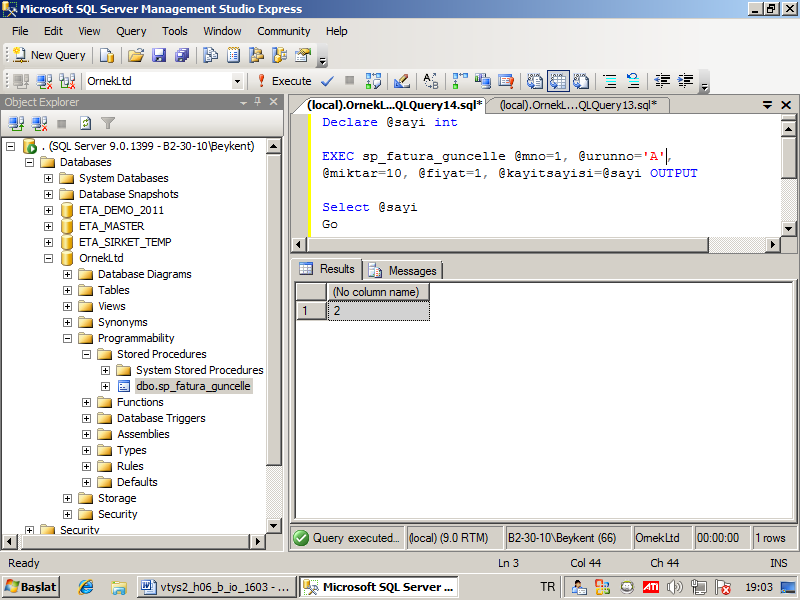 Microsoft SQL Server Management Studio Express
File Edit View Query Tools Window Community Help
New Query
OrnekLtd Execute
Object Explorer
(local).OrnekL...QLQuery14.sql* (local).OrnekL...QLQuery13.sql*
. (SQL Server 9.0.1399 - B2-30-10\Beykent)
Databases
System Databases
Database Snapshots
ETA_DEMO_2011
ETA_MASTER
ETA_SIRKET_TEMP
OrnekLtd
Database Diagrams
Tables
Views
Synonyms
Programmability
Stored Procedures
System Stored Procedures
dbo.sp_fatura_guncelle
Functions
Database Triggers
Assemblies
Types
Rules
Defaults
Storage
Security
Security
Declare @sayi int
EXEC sp_fatura_guncelle @mno=1, @urunno='A',
@miktar=10, @fiyat=1, @kayitsayisi=@sayi OUTPUT
Select @sayi
Go
Results Messages
(No column name)
1 2
Query executed... (local) (9.0 RTM) B2-30-10\Beykent (66) OrnekLtd 00:00:00 1 rows
Ready Ln 3 Col 44 Ch 44 INS
Başlat vtys2_h06_b_io_1603 - ... Microsoft SQL Server ... TR ATI 19:03